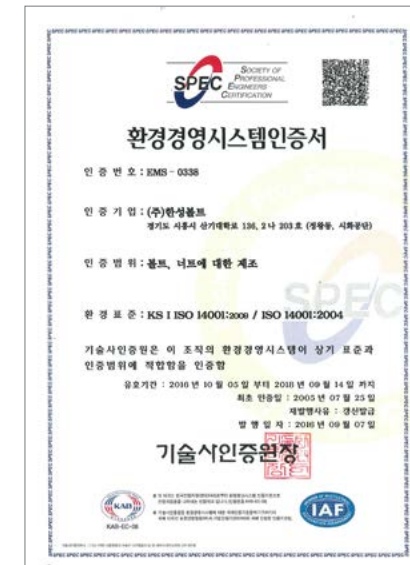 SPEC
SOCIETY OF
PROFESSIONAL
ENGINEERS
CERTIFICATION
환경경영시스템인증서
인 증 번 호 : EMS - 0338
인 증 기 업 : (주)한성볼트
경기도 시흥시 산기대학로 136, 2나 203호 (정왕동, 시화공단)
인 증 범 위 : 볼트, 너트에 대한 제조
SPEC
환 경 표 준 : KS I ISO 14001:2009 / ISO 14001:2004
기술사인증원은 이 조직의 환경경영시스템이 상기 표준과
인증범위에 적합함을 인증함
유효기간 : 2016 년 10 월 05 일 부터 2018 년 09 월 14 일 까지
최초 인증일 : 2005 년 07 월 25 일
재발행사유 : 갱신발급
발 행 일 자 : 2016 년 09 월 07 일
기술사인증원장
KAB
KAB-EC-08
IAF